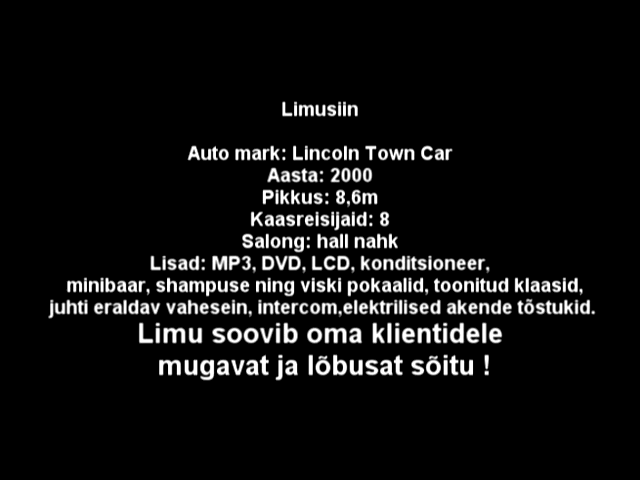 Limusiin
Auto mark: Lincoln Town Car
Aasta: 2000
Pikkus: 8,6m
Kaasreisijaid: 8
Salong: hall nahk
Lisad: MP3, DVD, LCD, konditsioneer,
minibaar, shampuse ning viski pokaalid, toonitud klaasid,
juhti eraldav vahesein, intercom,elektrilised akende tõstukid.
Limu soovib oma klientidele
mugavat ja lõbusat sõitu !